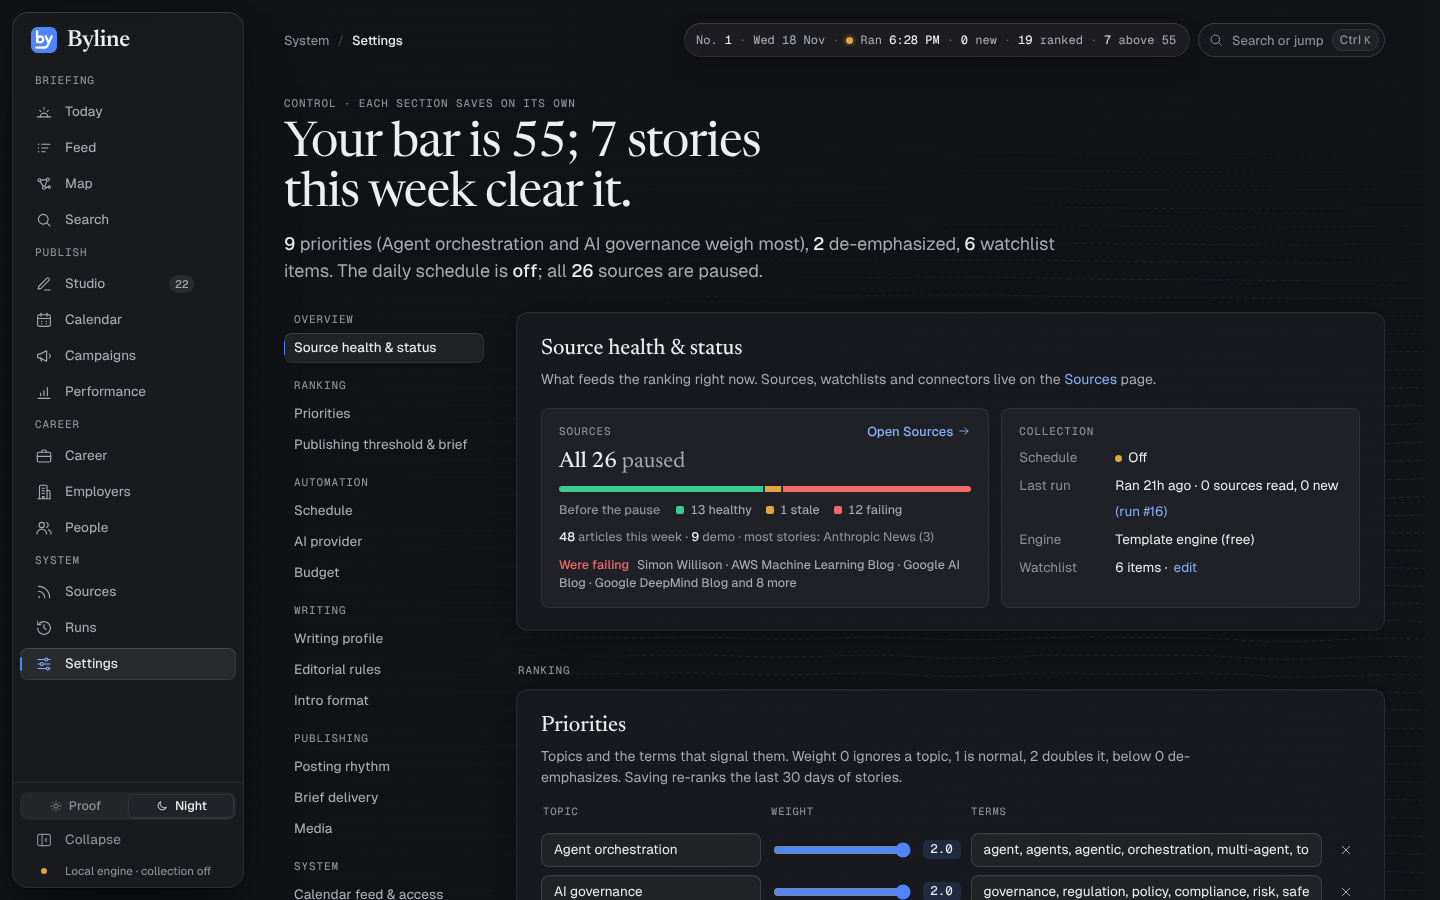 by Byline
BRIEFING
Today
Feed
Map
Search
PUBLISH
Studio 22
Calendar
Campaigns
Performance
CAREER
Career
Employers
People
SYSTEM
Sources
Runs
Settings
Proof Night
Collapse
Local engine · collection off
System / Settings
No. 1 · Wed 18 Nov · Ran 6:28 PM · 0 new · 19 ranked · 7 above 55
Search or jump Ctrl K
CONTROL · EACH SECTION SAVES ON ITS OWN
Your bar is 55; 7 stories
this week clear it.
9 priorities (Agent orchestration and AI governance weigh most), 2 de-emphasized, 6 watchlist
items. The daily schedule is off; all 26 sources are paused.
OVERVIEW
Source health & status
RANKING
Priorities
Publishing threshold & brief
AUTOMATION
Schedule
AI provider
Budget
WRITING
Writing profile
Editorial rules
Intro format
PUBLISHING
Posting rhythm
Brief delivery
Media
SYSTEM
Calendar feed & access
Source health & status
What feeds the ranking right now. Sources, watchlists and connectors live on the Sources page.
SOURCES Open Sources →
All 26 paused
Before the pause 13 healthy 1 stale 12 failing
48 articles this week · 9 demo · most stories: Anthropic News (3)
Were failing Simon Willison · AWS Machine Learning Blog · Google AI
Blog · Google DeepMind Blog and 8 more
COLLECTION
Schedule Off
Last run Ran 21h ago · 0 sources read, 0 new
(run #16)
Engine Template engine (free)
Watchlist 6 items · edit
RANKING
Priorities
Topics and the terms that signal them. Weight 0 ignores a topic, 1 is normal, 2 doubles it, below 0 de-
emphasizes. Saving re-ranks the last 30 days of stories.
TOPIC WEIGHT TERMS
Agent orchestration 2.0 agent, agents, agentic, orchestration, multi-agent, to
AI governance 2.0 governance, regulation, policy, compliance, risk, safe